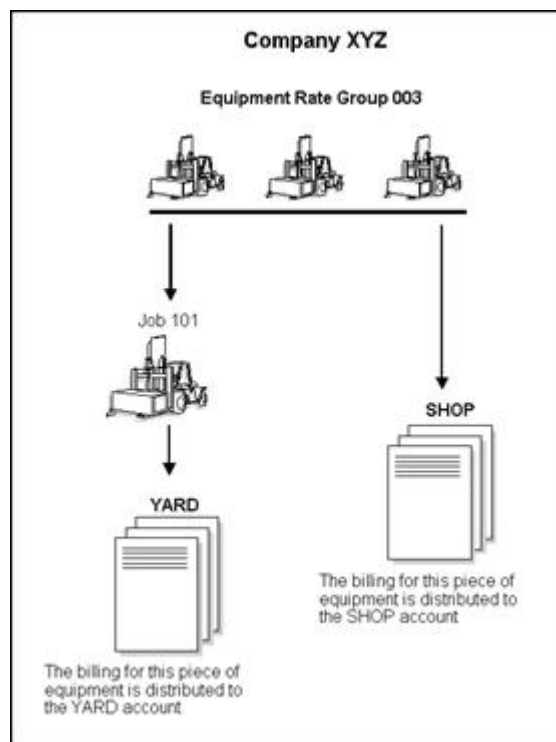 Company XYZ
Equipment Rate Group 003
Job 101
SHOP
YARD
The billing for this piece of
equipment is distributed to
the SHOP account
The billing for this piece of
equipment is distributed to
the YARD account